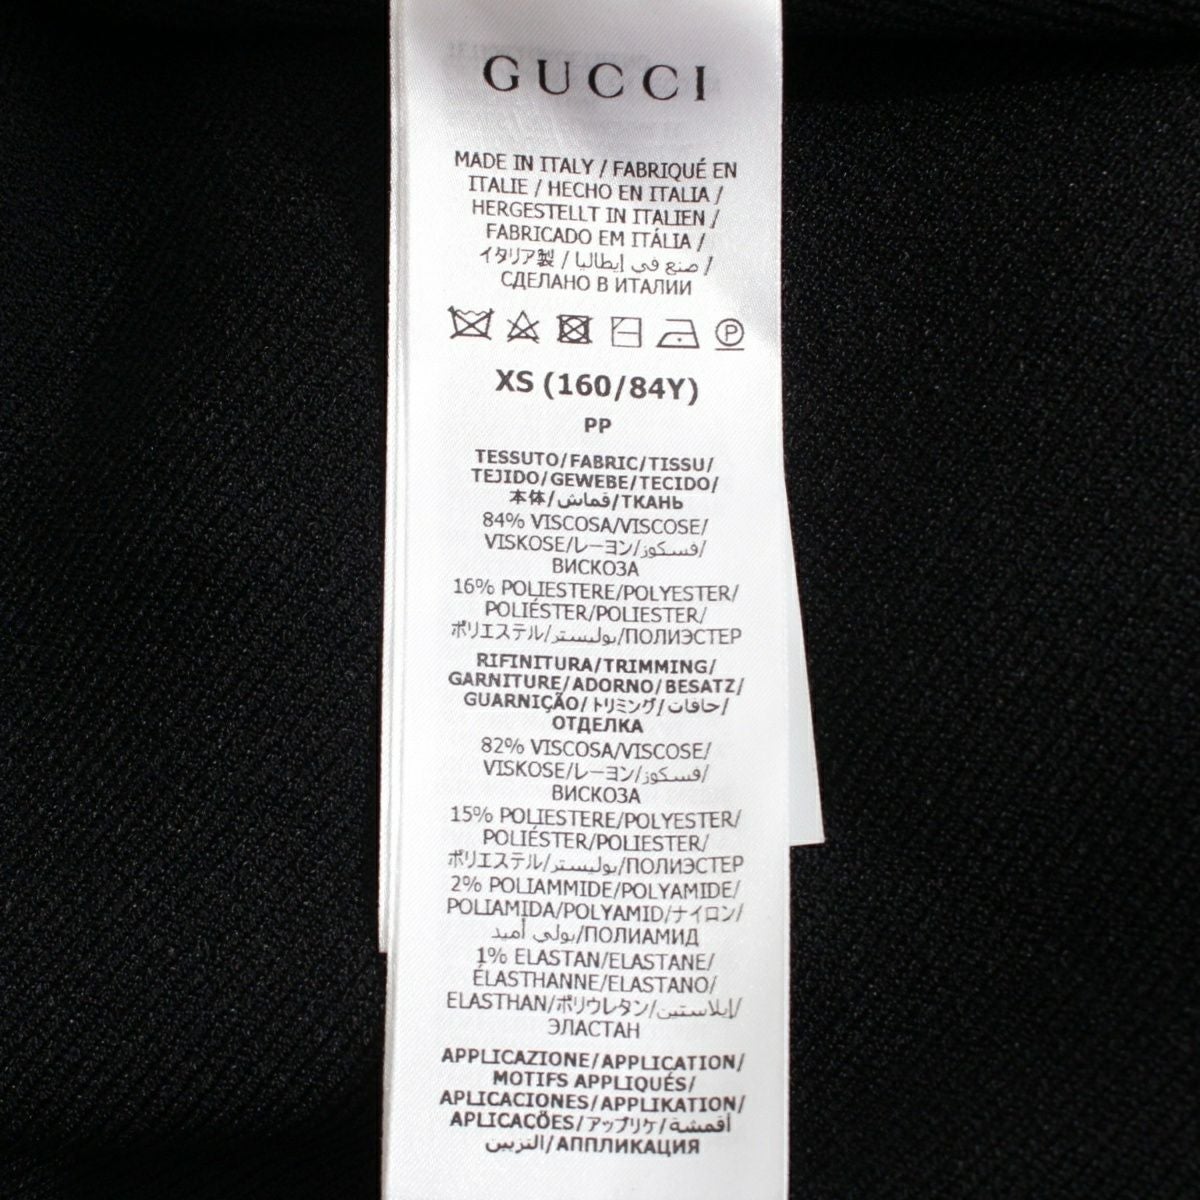 GUCCI
MADE IN ITALY / FABRIQUÉ EN
ITALIE / HECHO EN ITALIA /
HERGESTELLT IN ITALIEN /
FABRICADO EM ITÁLIA /
イタリア製 / صنع في إيطاليا /
СДЕЛАНО В ИТАЛИИ
P
XS (160/84Y)
PP
TESSUTO/FABRIC/TISSU/
TEJIDO/GEWEBE/TECIDO/
本体/قماش/ТКАНЬ
84% VISCOSA/VISCOSE/
VISKOSE/レーヨン/فسكوز/
ВИСКОЗА
16% POLIESTERE/POLYESTER/
POLIÉSTER/POLIESTER/
ポリエステル/بوليستر/ПОЛИЭСТЕР
RIFINITURA/TRIMMING/
GARNITURE/ADORNO/BESATZ/
GUARNIÇÃO/トリミング/حافات/
ОТДЕЛКА
82% VISCOSA/VISCOSE/
VISKOSE/レーヨン/فسكوز/
ВИСКОЗА
15% POLIESTERE/POLYESTER/
POLIÉSTER/POLIESTER/
ポリエステル/بوليستر/ПОЛИЭСТЕР
2% POLIAMMIDE/POLYAMIDE/
POLIAMIDA/POLYAMID/ナイロン/
بولي أميد/ПОЛИАМИД
1% ELASTAN/ELASTANE/
ÉLASTHANNE/ELASTANO/
ELASTHAN/ポリウレタン/إيلاستين/
ЭЛАСТАН
APPLICAZIONE/APPLICATION/
MOTIFS APPLIQUÉS/
APLICACIONES/APPLIKATION/
APLICACÕES/アップリケ/أقمشة
التزيين/АППЛИКАЦИЯ